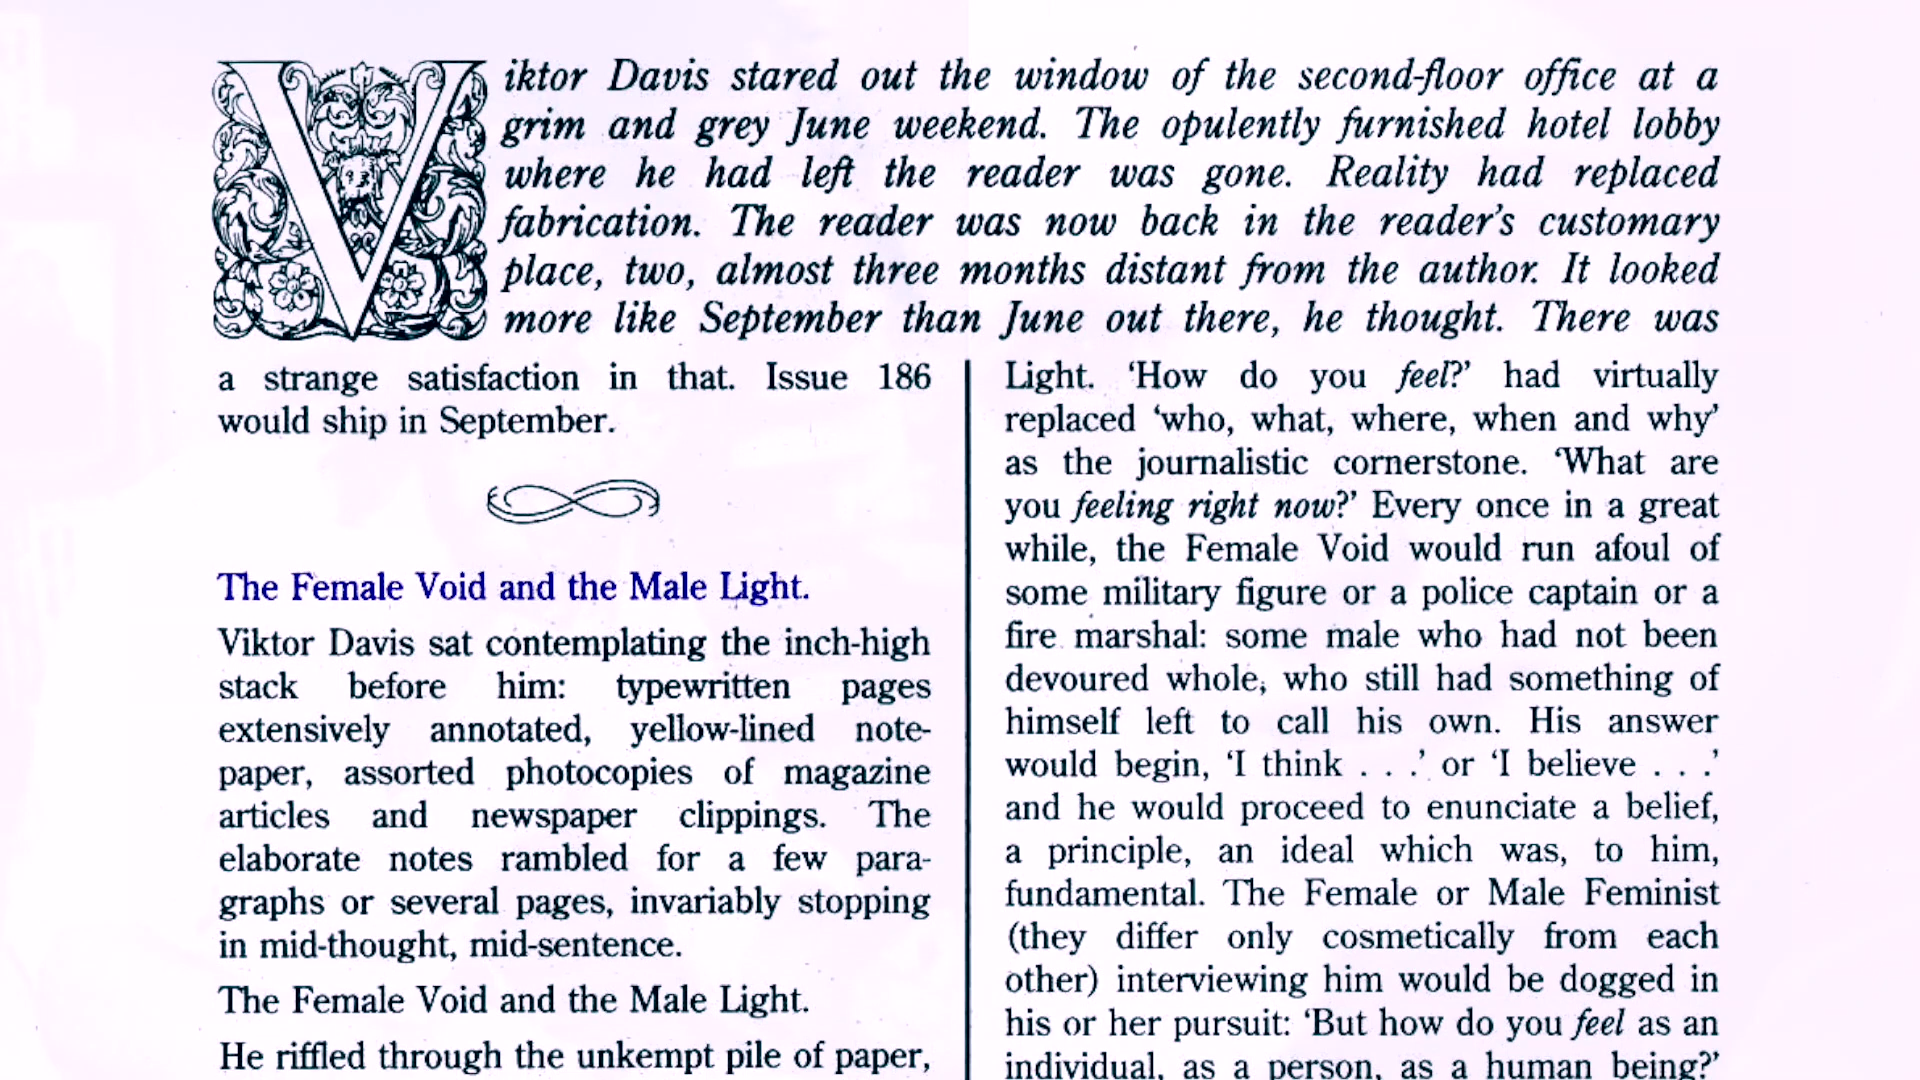 Viktor Davis stared out the window of the second-floor office at a
grim and grey June weekend. The opulently furnished hotel lobby
where he had left the reader was gone. Reality had replaced
fabrication. The reader was now back in the reader's customary
place, two, almost three months distant from the author. It looked
more like September than June out there, he thought. There was
a strange satisfaction in that. Issue 186
would ship in September.
The Female Void and the Male Light.
Viktor Davis sat contemplating the inch-high
stack before him: typewritten pages
extensively annotated, yellow-lined note-
paper, assorted photocopies of magazine
articles and newspaper clippings. The
elaborate notes rambled for a few para-
graphs or several pages, invariably stopping
in mid-thought, mid-sentence.
The Female Void and the Male Light.
He riffled through the unkempt pile of paper,
Light. ‘How do you feel?’ had virtually
replaced ‘who, what, where, when and why’
as the journalistic cornerstone. ‘What are
you feeling right now?’ Every once in a great
while, the Female Void would run afoul of
some military figure or a police captain or a
fire marshal: some male who had not been
devoured whole, who still had something of
himself left to call his own. His answer
would begin, ‘I think . . .’ or ‘I believe . . .’
and he would proceed to enunciate a belief,
a principle, an ideal which was, to him,
fundamental. The Female or Male Feminist
(they differ only cosmetically from each
other) interviewing him would be dogged in
his or her pursuit: ‘But how do you feel as an
individual, as a person, as a human being?’